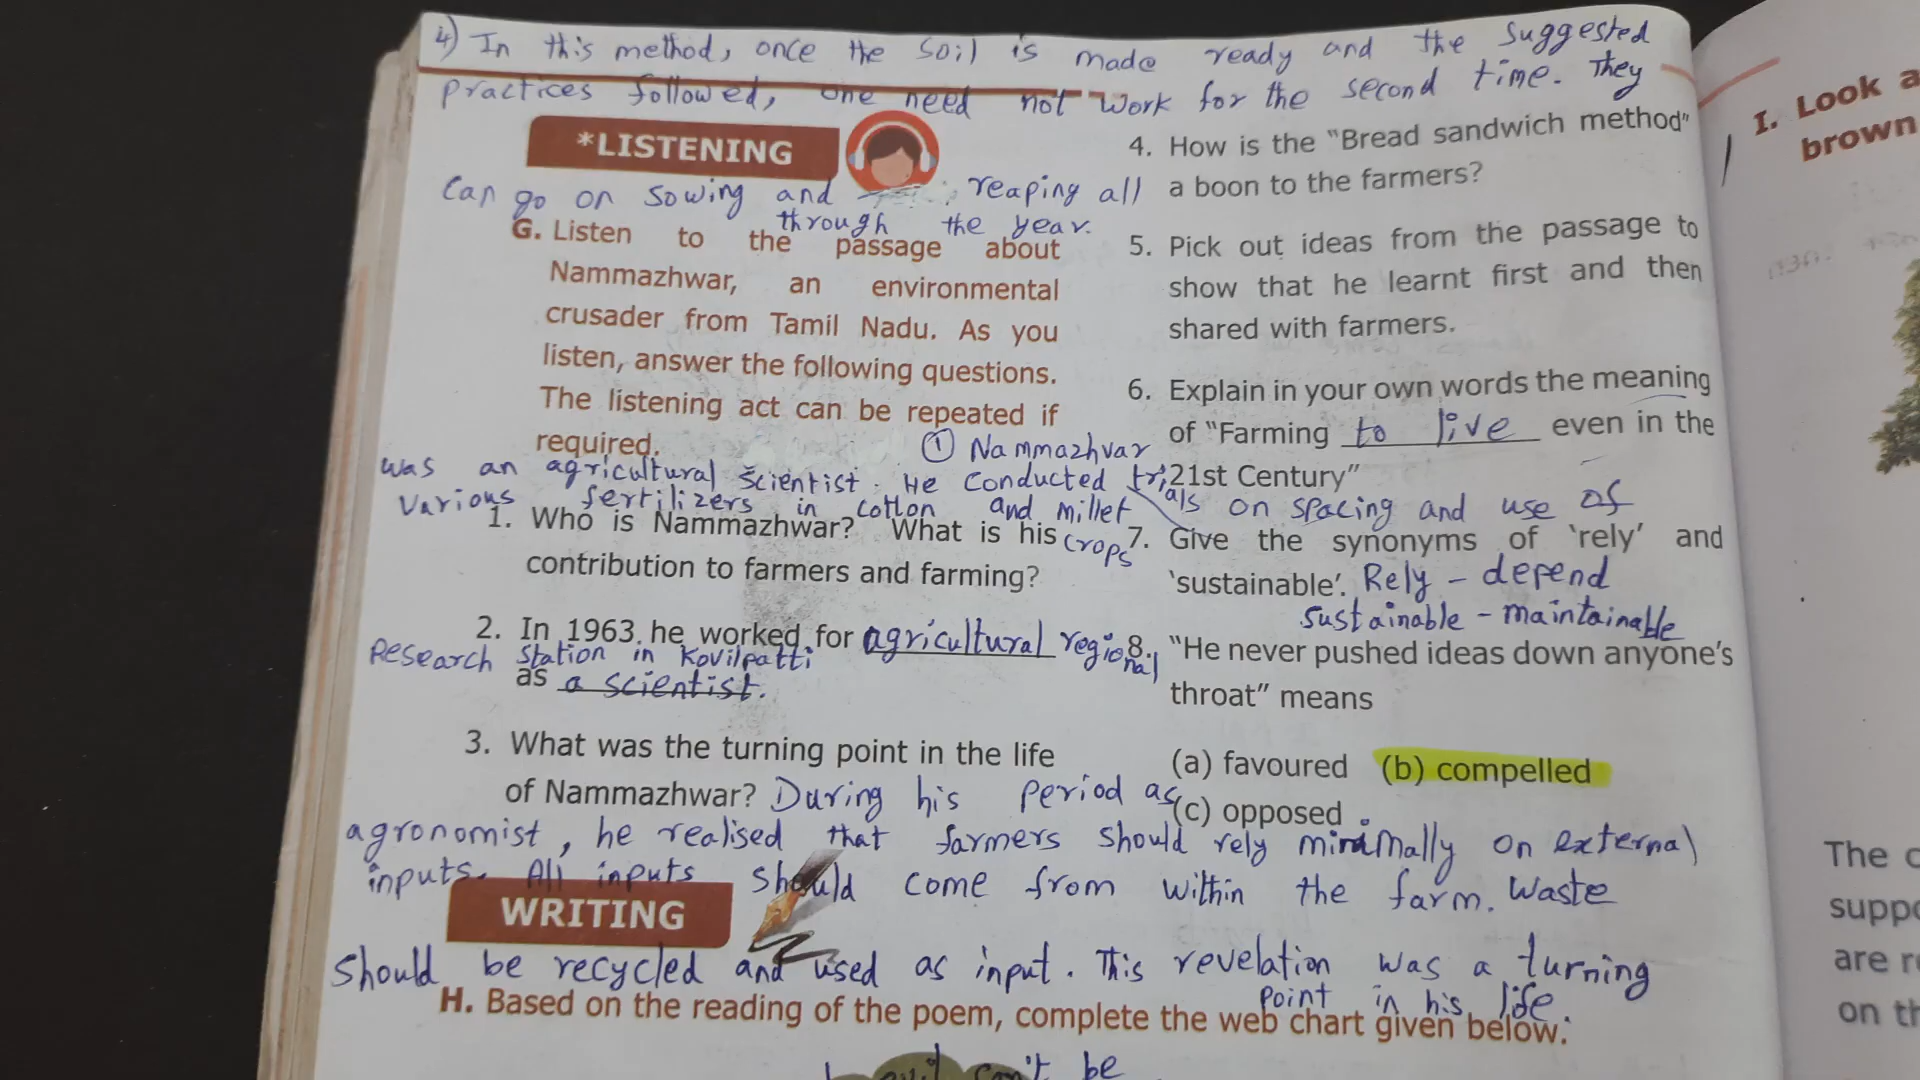 4) In this method, once the soil is made ready and the suggested
practices followed, one need not work for the second time. They
*LISTENING
can go on sowing and reaping all
through the year.
G. Listen to the passage about
Nammazhwar, an environmental
crusader from Tamil Nadu. As you
listen, answer the following questions.
The listening act can be repeated if
required.
① Nammazhvar
was an agricultural scientist. He conducted trials on spacing and use of
various fertilizers in cotton and millet
crops
1. Who is Nammazhwar? What is his
contribution to farmers and farming?
2. In 1963, he worked for agricultural regional
Research station in Kovilpatti
as a scientist.
3. What was the turning point in the life
of Nammazhwar? During his period as
agronomist, he realised that farmers should rely minimally on external
inputs. All inputs should come from within the farm. Waste
should be recycled and used as input. This revelation was a turning
point in his life.
4. How is the "Bread sandwich method"
a boon to the farmers?
5. Pick out ideas from the passage to
show that he learnt first and then
shared with farmers.
6. Explain in your own words the meaning
of "Farming to live even in the
21st Century"
7. Give the synonyms of 'rely' and
'sustainable'. Rely - depend
sustainable - maintainable
8. "He never pushed ideas down anyone's
throat" means
(a) favoured (b) compelled
(c) opposed
WRITING
H. Based on the reading of the poem, complete the web chart given below.
can't be
I. Look a
brown
The
supp
are r
on th